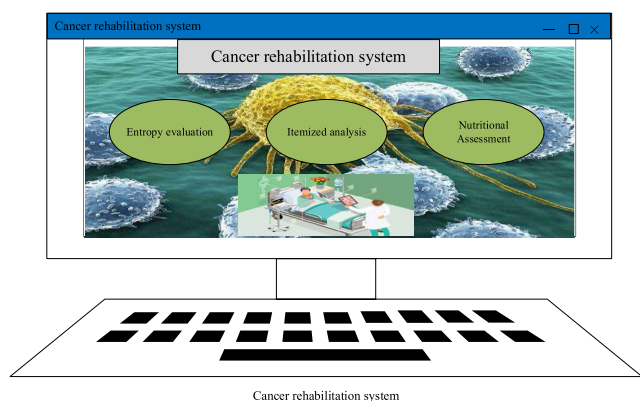 Cancer rehabilitation system
Cancer rehabilitation system
Entropy evaluation
Itemized analysis
Nutritional
Assessment
Cancer rehabilitation system